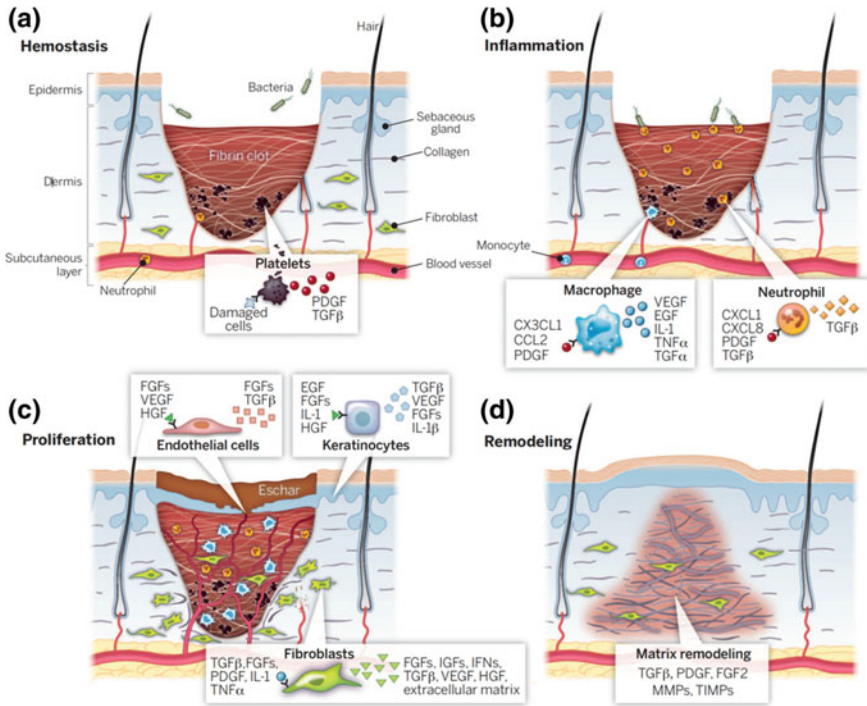 (a)
Hemostasis
Hair
Epidermis
Bacteria
Sebaceous
gland
Fibrin clot
Collagen
Dermis
Fibroblast
Subcutaneous
layer
Platelets
Blood vessel
Neutrophil
Damaged
cells
PDGF
TGFβ
(b)
Inflammation
Monocyte
Macrophage
CX3CL1
CCL2
PDGF
VEGF
EGF
IL-1
TNFα
TGFα
Neutrophil
CXCL1
CXCL8
PDGF
TGFβ
TGFβ
(c)
Proliferation
FGFs
VEGF
HGF
FGFs
TGFβ
Endothelial cells
EGF
FGFs
IL-1
HGF
TGFβ
VEGF
FGFs
IL-1β
Keratinocytes
Eschar
Fibroblasts
TGFβ,FGFs,
PDGF, IL-1
TNFα
FGFs, IGFs, IFNs,
TGFβ, VEGF, HGF,
extracellular matrix
(d)
Remodeling
Matrix remodeling
TGFβ, PDGF, FGF2
MMPs, TIMPs